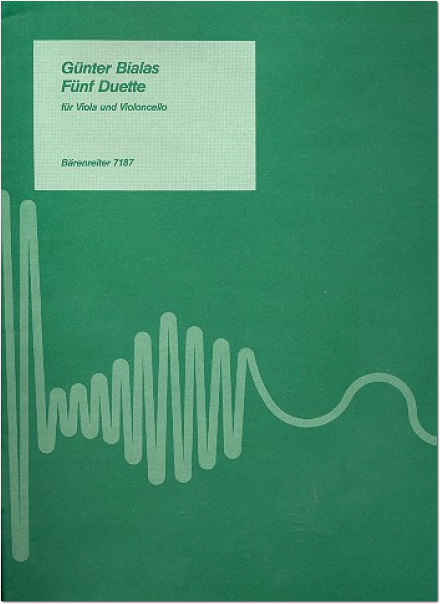 Günter Bialas
Fünf Duette
für Viola und Violoncello
Bärenreiter 7187